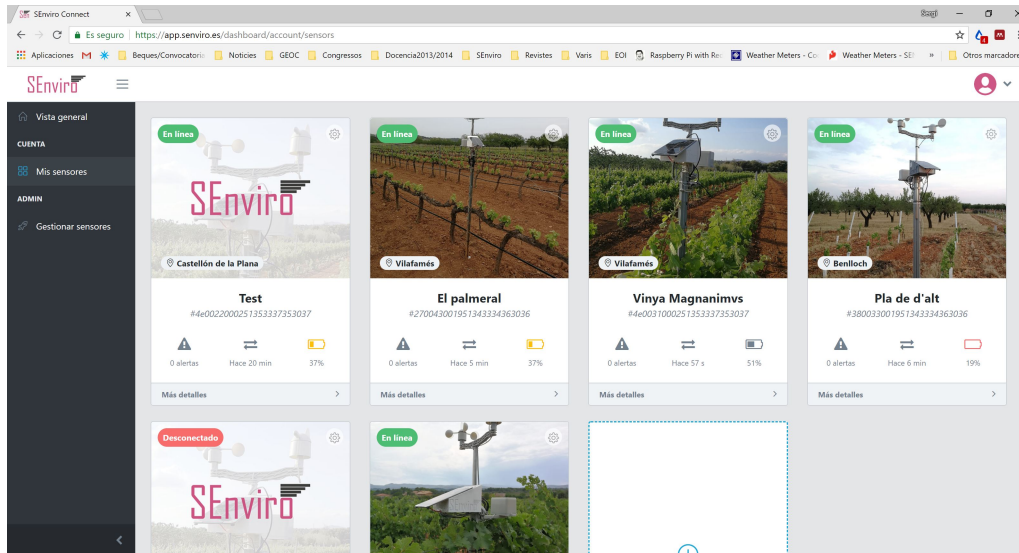 SEnviro Connect
Sergi
Es seguro https://app.senviro.es/dashboard/account/sensors
Aplicaciones Beques/Convocatorie Noticies GEOC Congressos Docencia2013/2014 SEnviro Revistes Varis EOI Raspberry Pi with Re Weather Meters - Co Weather Meters - SE » Otros marcadores
SEnviro
Vista general
CUENTA
Mis sensores
ADMIN
Gestionar sensores
En línea
SEnviro
Castellón de la Plana
Test
#4e0022000251353337353037
0 alertas Hace 20 min 37%
Más detalles
En línea
Vilafamés
El palmeral
#270043001951343334363036
0 alertas Hace 5 min 37%
Más detalles
En línea
Vilafamés
Vinya Magnanimvs
#4e0031000251353337353037
0 alertas Hace 57 s 51%
Más detalles
En línea
Benlloch
Pla de d'alt
#380033001951343334363036
0 alertas Hace 6 min 19%
Más detalles
Desconectado
SEnviro
En línea